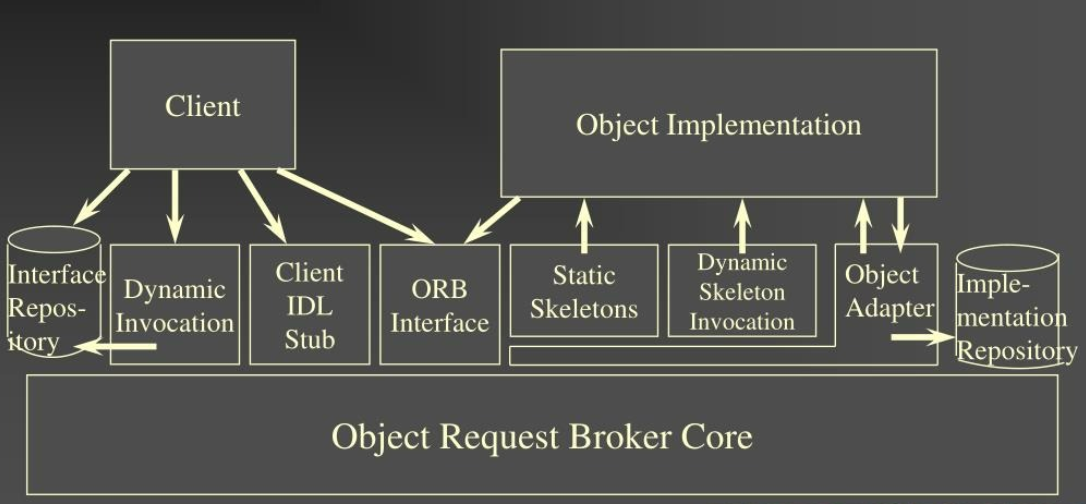 Client
Object Implementation
Interface
Repos-
itory
Dynamic
Invocation
Client
IDL
Stub
ORB
Interface
Static
Skeletons
Dynamic
Skeleton
Invocation
Object
Adapter
Imple-
mentation
Repository
Object Request Broker Core